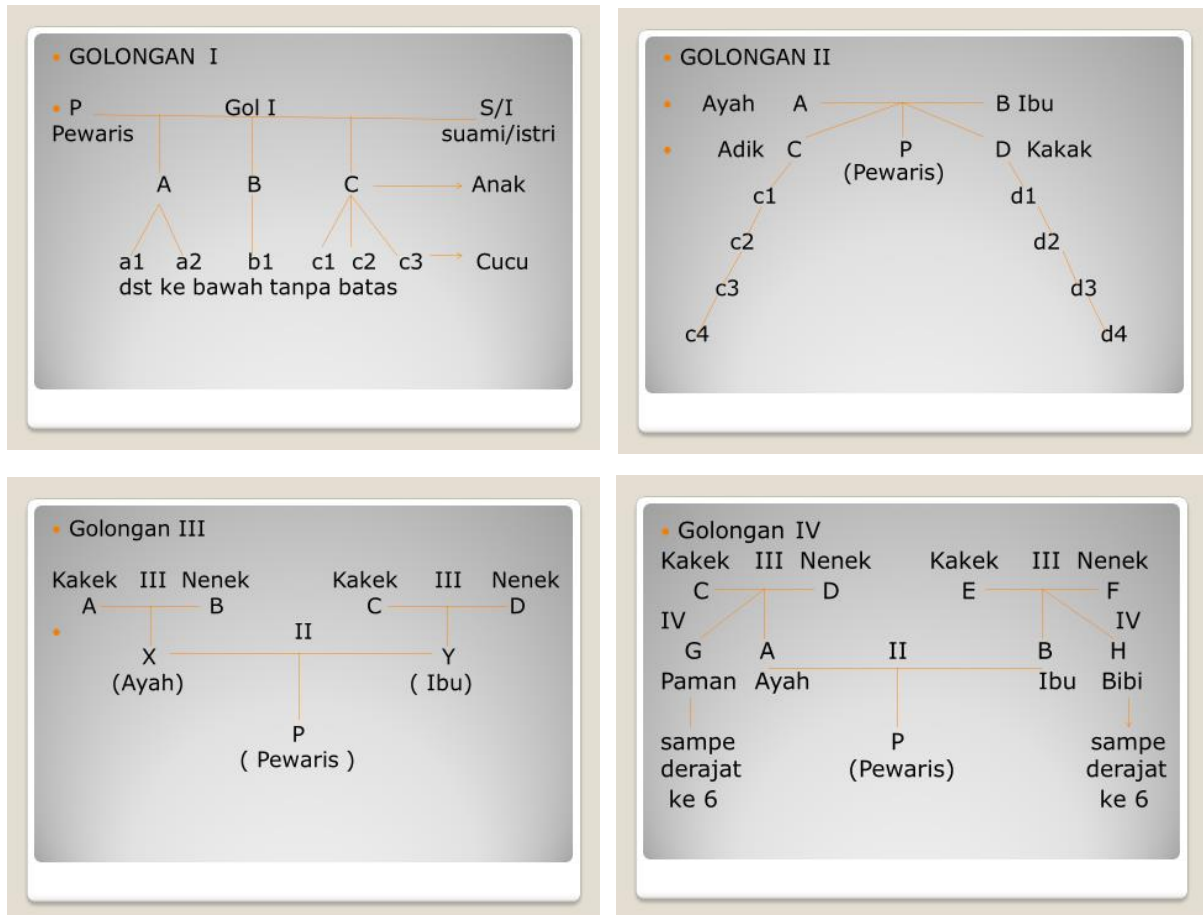 • GOLONGAN I
• P Gol I S/I
Pewaris suami/istri
A B C Anak
a1 a2 b1 c1 c2 c3 Cucu
dst ke bawah tanpa batas
• GOLONGAN II
• Ayah A B Ibu
• Adik C P D Kakak
(Pewaris)
c1 d1
c2 d2
c3 d3
c4 d4
• Golongan III
Kakek III Nenek Kakek III Nenek
A B C D
• II
X Y
(Ayah) ( Ibu)
P
( Pewaris )
• Golongan IV
Kakek III Nenek Kakek III Nenek
C D E F
IV IV
G A II B H
Paman Ayah Ibu Bibi
sampe P sampe
derajat (Pewaris) derajat
ke 6 ke 6